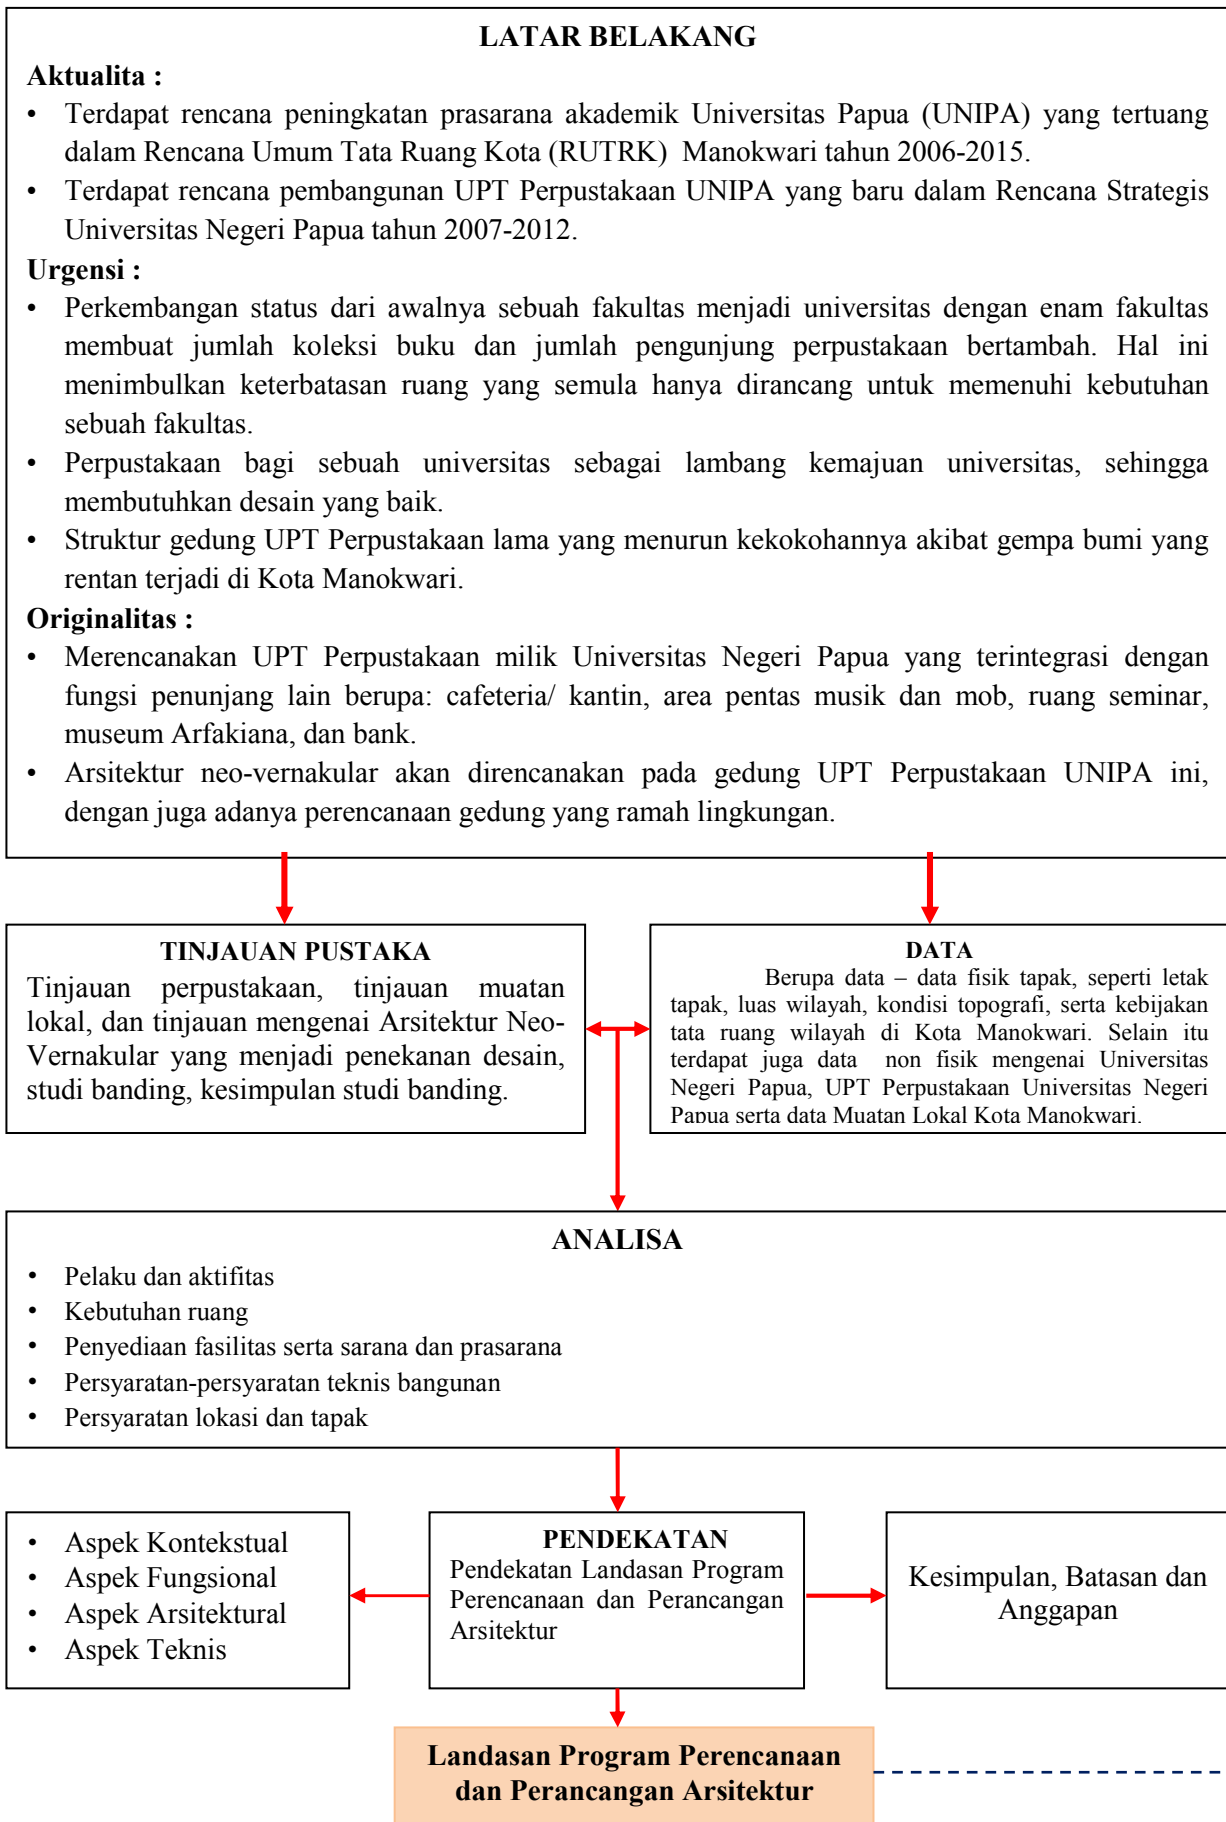 LATAR BELAKANG
Aktualita :
• Terdapat rencana peningkatan prasarana akademik Universitas Papua (UNIPA) yang tertuang
dalam Rencana Umum Tata Ruang Kota (RUTRK) Manokwari tahun 2006-2015.
• Terdapat rencana pembangunan UPT Perpustakaan UNIPA yang baru dalam Rencana Strategis
Universitas Negeri Papua tahun 2007-2012.
Urgensi :
• Perkembangan status dari awalnya sebuah fakultas menjadi universitas dengan enam fakultas
membuat jumlah koleksi buku dan jumlah pengunjung perpustakaan bertambah. Hal ini
menimbulkan keterbatasan ruang yang semula hanya dirancang untuk memenuhi kebutuhan
sebuah fakultas.
• Perpustakaan bagi sebuah universitas sebagai lambang kemajuan universitas, sehingga
membutuhkan desain yang baik.
• Struktur gedung UPT Perpustakaan lama yang menurun kekokohannya akibat gempa bumi yang
rentan terjadi di Kota Manokwari.
Originalitas :
• Merencanakan UPT Perpustakaan milik Universitas Negeri Papua yang terintegrasi dengan
fungsi penunjang lain berupa: cafeteria/ kantin, area pentas musik dan mob, ruang seminar,
museum Arfakiana, dan bank.
• Arsitektur neo-vernakular akan direncanakan pada gedung UPT Perpustakaan UNIPA ini,
dengan juga adanya perencanaan gedung yang ramah lingkungan.
TINJAUAN PUSTAKA
Tinjauan perpustakaan, tinjauan muatan
lokal, dan tinjauan mengenai Arsitektur Neo-
Vernakular yang menjadi penekanan desain,
studi banding, kesimpulan studi banding.
DATA
Berupa data – data fisik tapak, seperti letak
tapak, luas wilayah, kondisi topografi, serta kebijakan
tata ruang wilayah di Kota Manokwari. Selain itu
terdapat juga data non fisik mengenai Universitas
Negeri Papua, UPT Perpustakaan Universitas Negeri
Papua serta data Muatan Lokal Kota Manokwari.
ANALISA
• Pelaku dan aktifitas
• Kebutuhan ruang
• Penyediaan fasilitas serta sarana dan prasarana
• Persyaratan-persyaratan teknis bangunan
• Persyaratan lokasi dan tapak
• Aspek Kontekstual
• Aspek Fungsional
• Aspek Arsitektural
• Aspek Teknis
PENDEKATAN
Pendekatan Landasan Program
Perencanaan dan Perancangan
Arsitektur
Kesimpulan, Batasan dan
Anggapan
Landasan Program Perencanaan
dan Perancangan Arsitektur